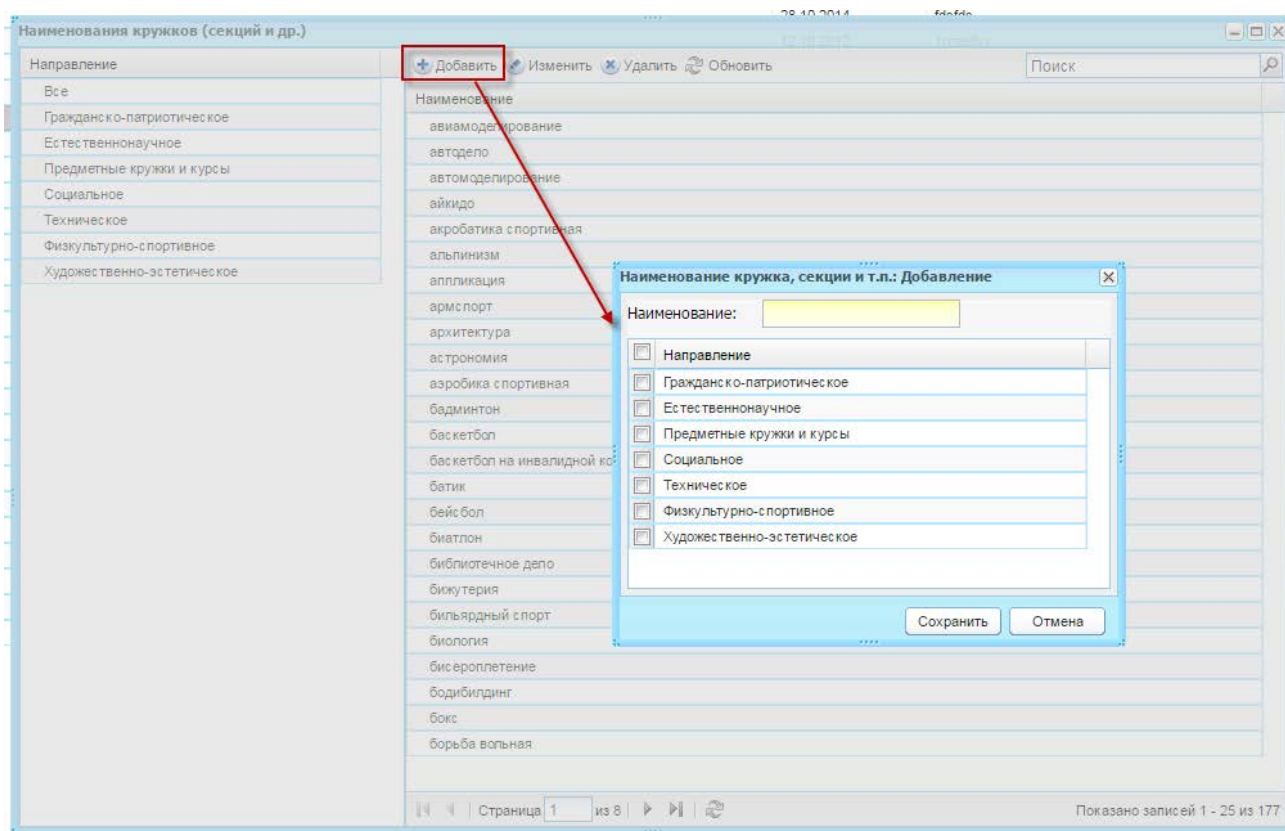 28.10.2014 fdsfds
Наименования кружков (секций и др.)
Направление
Все
Гражданско-патриотическое
Естественнонаучное
Предметные кружки и курсы
Социальное
Техническое
Физкультурно-спортивное
Художественно-эстетическое
Добавить Изменить Удалить Обновить Поиск
Наименование
авиамоделирование
автодело
автомоделирование
айкидо
акробатика спортивная
альпинизм
аппликация
армспорт
архитектура
астрономия
аэробика спортивная
бадминтон
баскетбол
баскетбол на инвалидной ко
батик
бейсбол
биатлон
библиотечное дело
бижутерия
бильярдный спорт
биология
бисероплетение
бодибилдинг
бокс
борьба вольная
Наименование кружка, секции и т.п.: Добавление
Наименование:
Направление
Гражданско-патриотическое
Естественнонаучное
Предметные кружки и курсы
Социальное
Техническое
Физкультурно-спортивное
Художественно-эстетическое
Сохранить Отмена
Страница 1 из 8 Показано записей 1 - 25 из 177